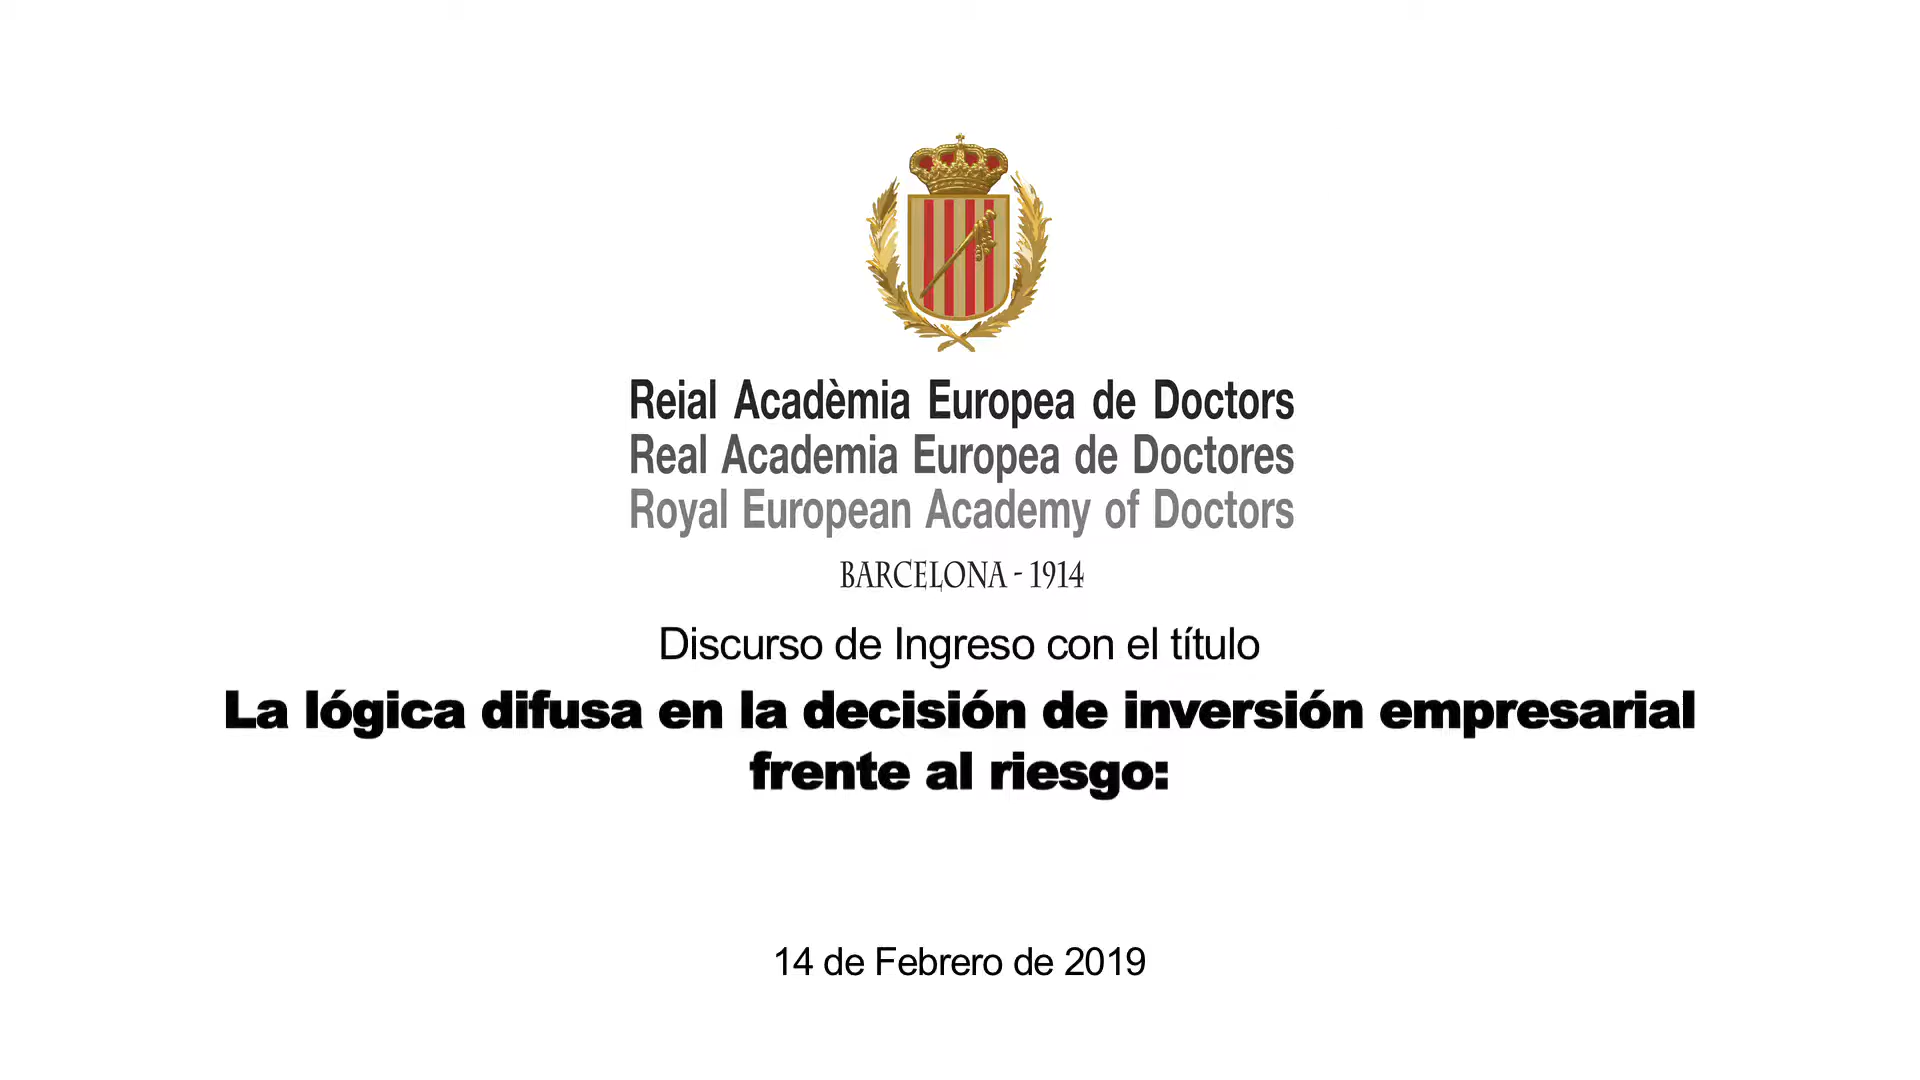 Reial Acadèmia Europea de Doctors
Real Academia Europea de Doctores
Royal European Academy of Doctors
BARCELONA - 1914
Discurso de Ingreso con el título
La lógica difusa en la decisión de inversión empresarial
frente al riesgo:
14 de Febrero de 2019